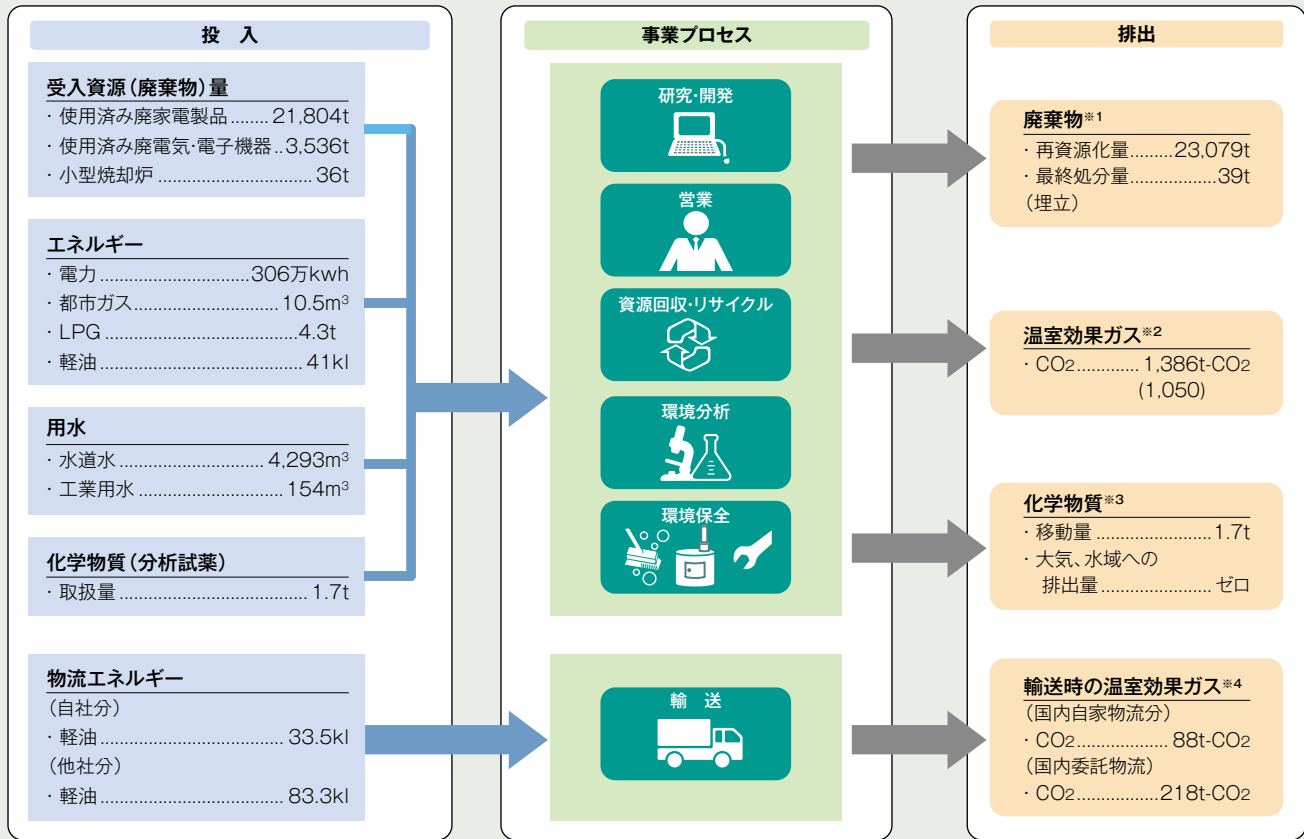 投　入
受入資源（廃棄物）量
・使用済み廃家電製品........21,804t
・使用済み廃電気・電子機器..3,536t
・小型焼却炉................................36t
エネルギー
・電力...............................306万kwh
・都市ガス..............................10.5m³
・LPG.........................................4.3t
・軽油.........................................41kl
用水
・水道水..............................4,293m³
・工業用水..............................154m³
化学物質（分析試薬）
・取扱量......................................1.7t
物流エネルギー
（自社分）
・軽油......................................33.5kl
（他社分）
・軽油......................................83.3kl
事業プロセス
研究・開発
営業
資源回収・リサイクル
環境分析
環境保全
輸　送
排出
廃棄物※1
・再資源化量.........23,079t
・最終処分量..................39t
（埋立）
温室効果ガス※2
・CO2............1,386t-CO2
(1,050)
化学物質※3
・移動量.......................1.7t
・大気、水域への
排出量......................ゼロ
輸送時の温室効果ガス※4
（国内自家物流分）
・CO2..................88t-CO2
（国内委託物流）
・CO2.................218t-CO2